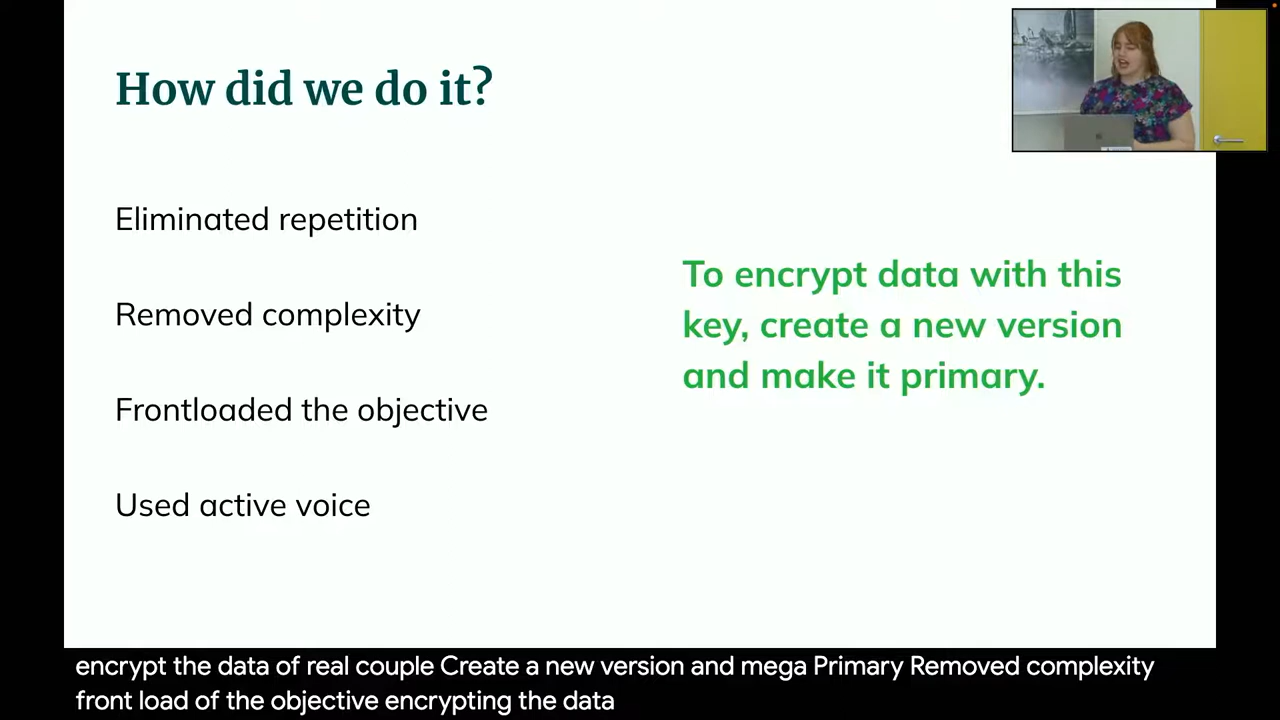 How did we do it?
Eliminated repetition
Removed complexity
Frontloaded the objective
Used active voice
To encrypt data with this
key, create a new version
and make it primary.
encrypt the data of real couple Create a new version and mega Primary Removed complexity
front load of the objective encrypting the data